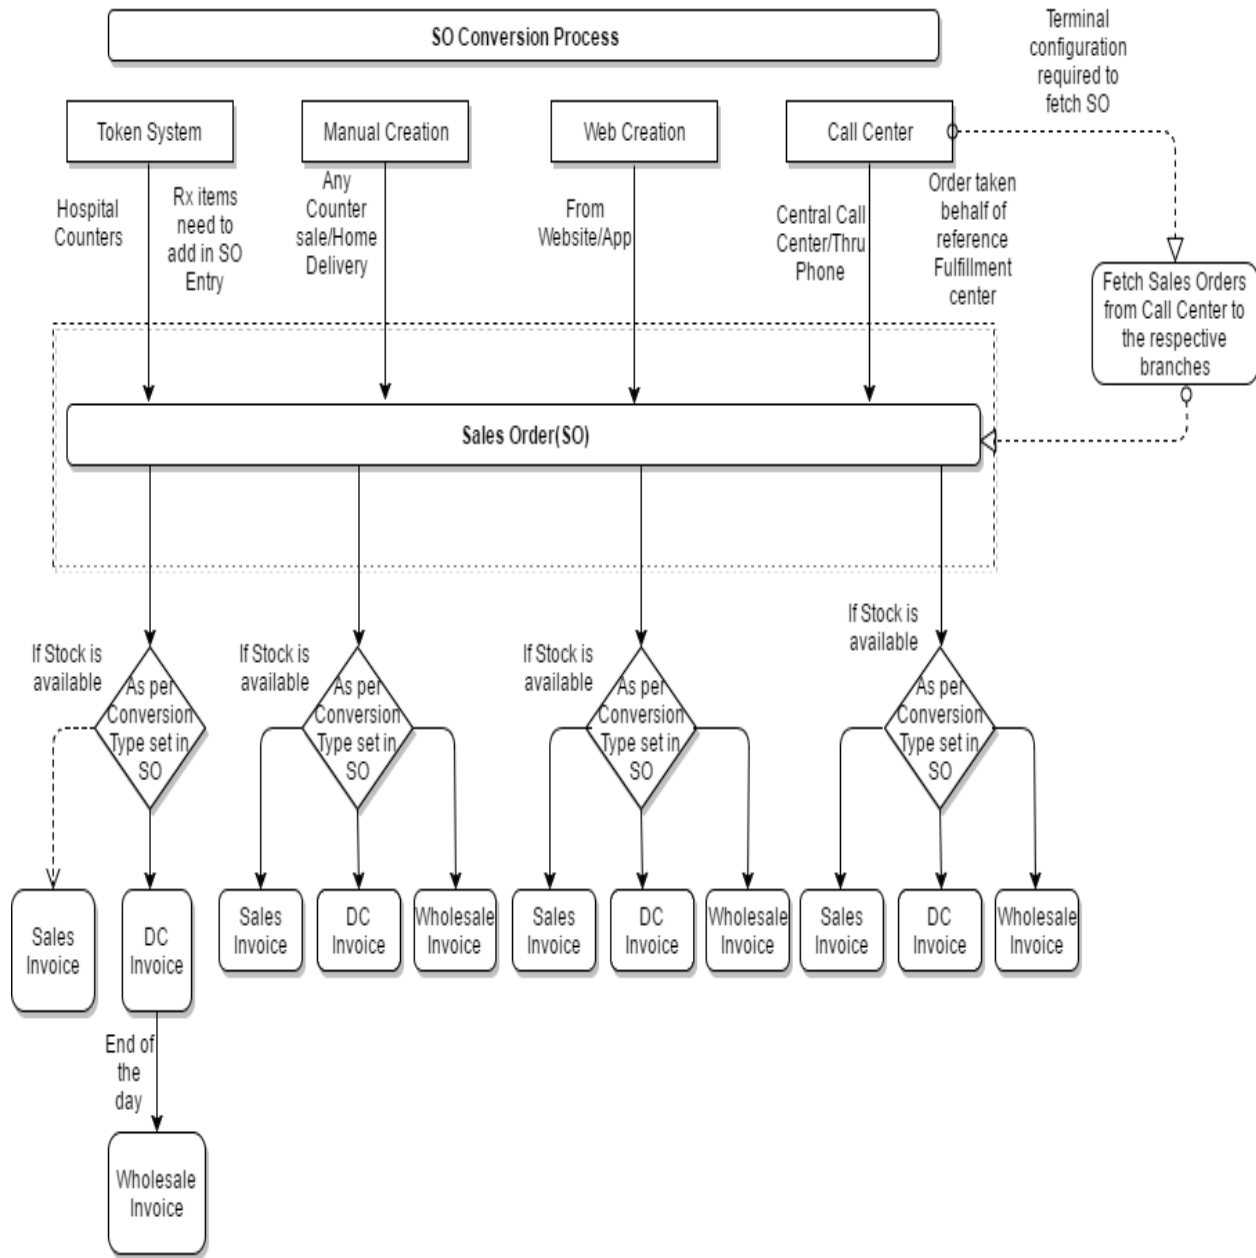 SO Conversion Process
Terminal
configuration
required to
fetch SO
Token System
Manual Creation
Web Creation
Call Center
Hospital
Counters
Rx items
need to
add in SO
Entry
Any
Counter
sale/Home
Delivery
From
Website/App
Central Call
Center/Thru
Phone
Order taken
behalf of
reference
Fulfillment
center
Fetch Sales Orders
from Call Center to
the respective
branches
Sales Order(SO)
If Stock is
available
As per
Conversion
Type set in
SO
If Stock is
available
As per
Conversion
Type set in
SO
If Stock is
available
As per
Conversion
Type set in
SO
If Stock is
available
As per
Conversion
Type set in
SO
Sales
Invoice
DC
Invoice
Sales
Invoice
DC
Invoice
Wholesale
Invoice
Sales
Invoice
DC
Invoice
Wholesale
Invoice
Sales
Invoice
DC
Invoice
Wholesale
Invoice
End of
the
day
Wholesale
Invoice